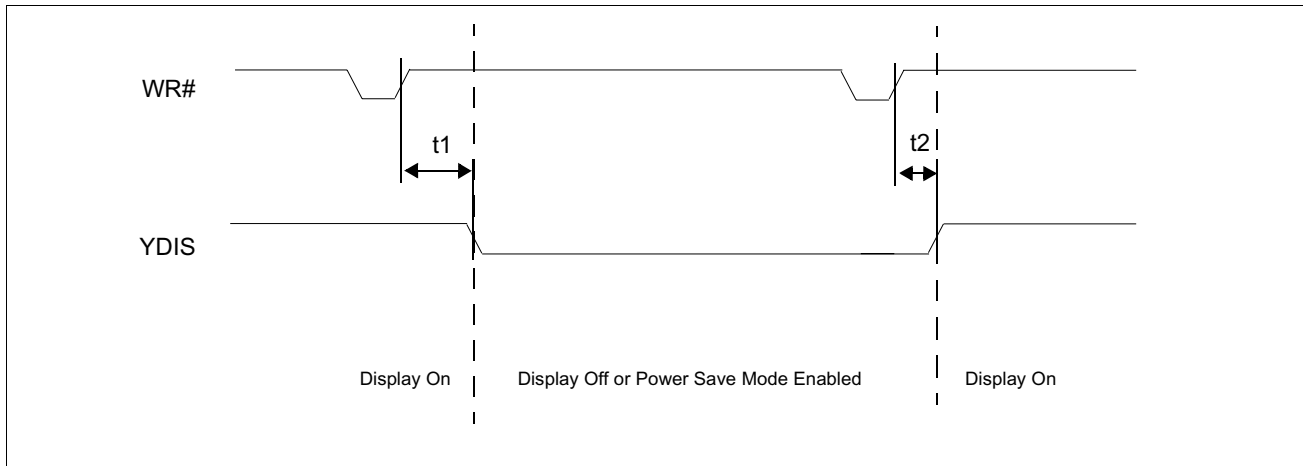 WR#
t1
t2
YDIS
Display On
Display Off or Power Save Mode Enabled
Display On